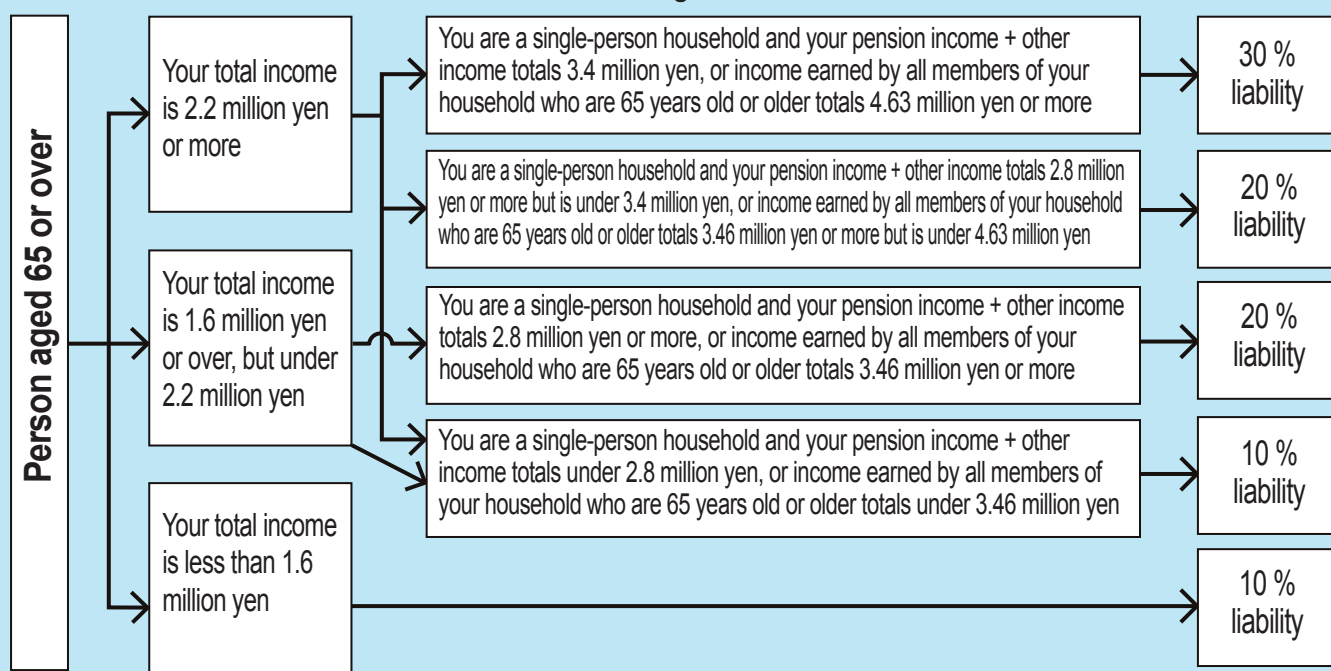 Person aged 65 or over
Your total income
is 2.2 million yen
or more
You are a single-person household and your pension income + other
income totals 3.4 million yen, or income earned by all members of your
household who are 65 years old or older totals 4.63 million yen or more
30 %
liability
You are a single-person household and your pension income + other income totals 2.8 million
yen or more but is under 3.4 million yen, or income earned by all members of your household
who are 65 years old or older totals 3.46 million yen or more but is under 4.63 million yen
20 %
liability
Your total income
is 1.6 million yen
or over, but under
2.2 million yen
You are a single-person household and your pension income + other income
totals 2.8 million yen or more, or income earned by all members of your
household who are 65 years old or older totals 3.46 million yen or more
20 %
liability
You are a single-person household and your pension income + other
income totals under 2.8 million yen, or income earned by all members of
your household who are 65 years old or older totals under 3.46 million yen
10 %
liability
Your total income
is less than 1.6
million yen
10 %
liability